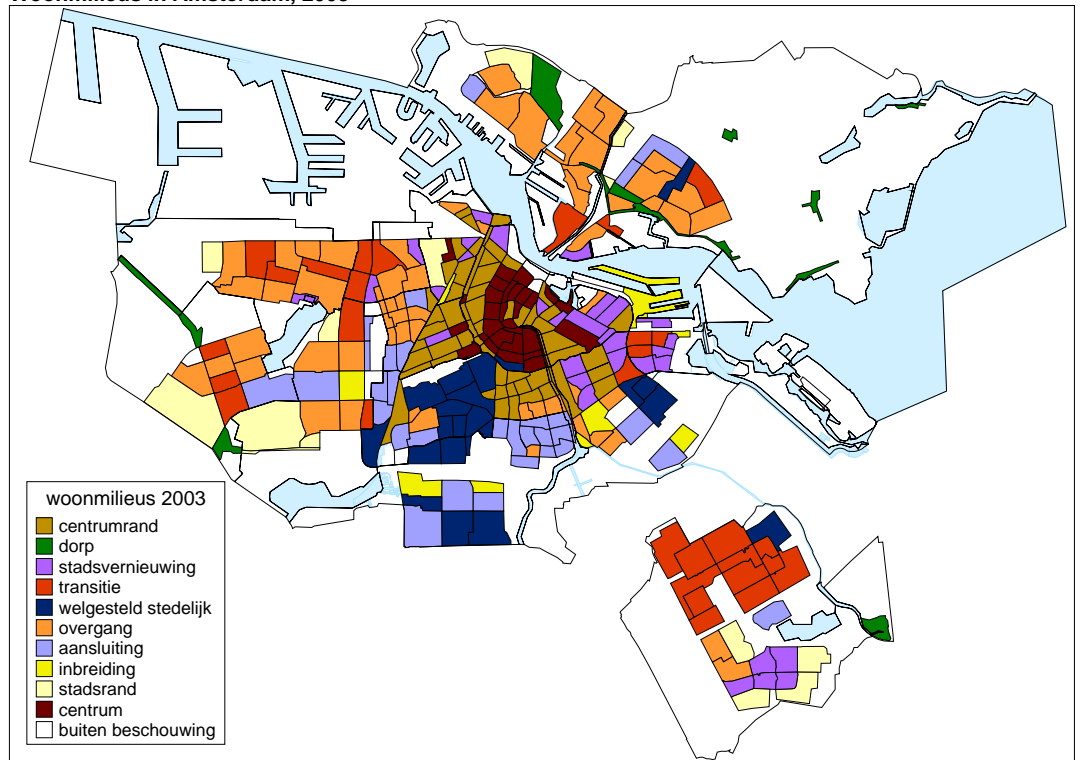 woonmilieus 2003
centrumrand
dorp
stadsvernieuwing
transitie
welgesteld stedelijk
overgang
aansluiting
inbreiding
stadsrand
centrum
buiten beschouwing